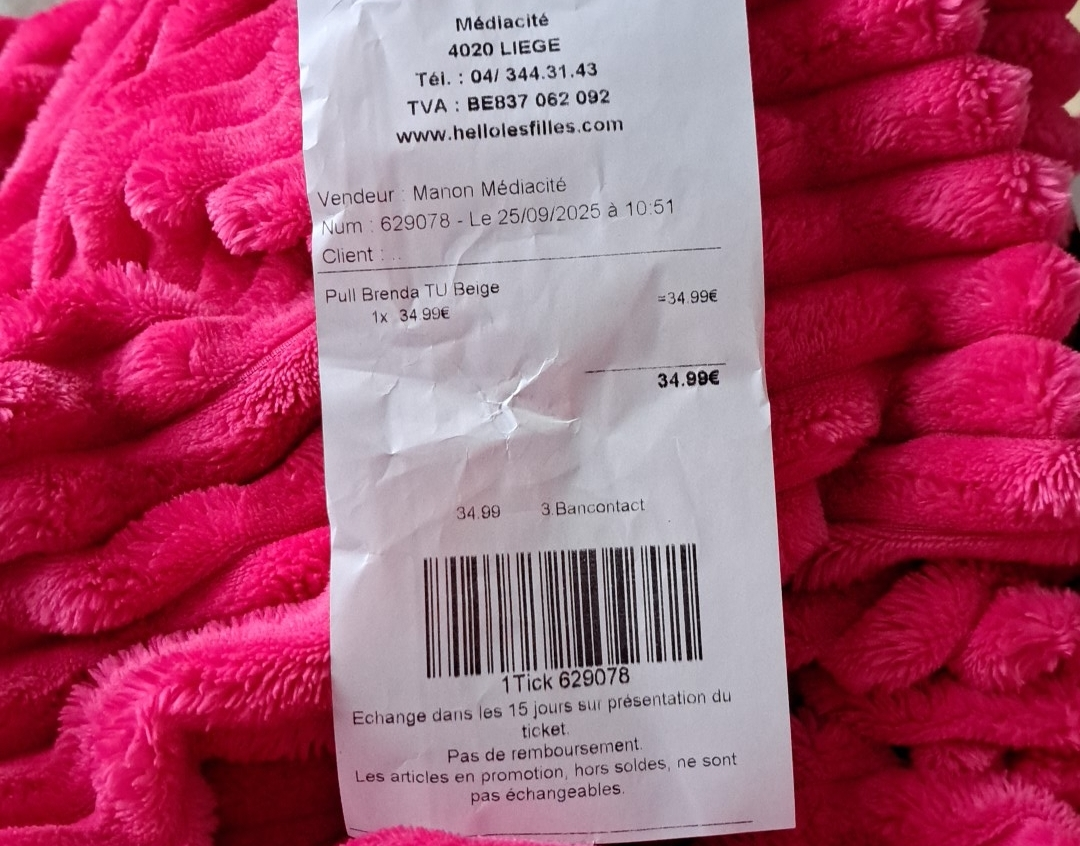 Médiacité
4020 LIEGE
Tél. : 04/ 344.31.43
TVA : BE837 062 092
www.hellolesfilles.com
Vendeur : Manon Médiacité
Num : 629078 - Le 25/09/2025 à 10:51
Client : ...
Pull Brenda TU Beige
1x 34.99€ =34.99€
34.99€
34.99 3.Bancontact
1Tick 629078
Echange dans les 15 jours sur présentation du
ticket.
Pas de remboursement.
Les articles en promotion, hors soldes, ne sont
pas échangeables.